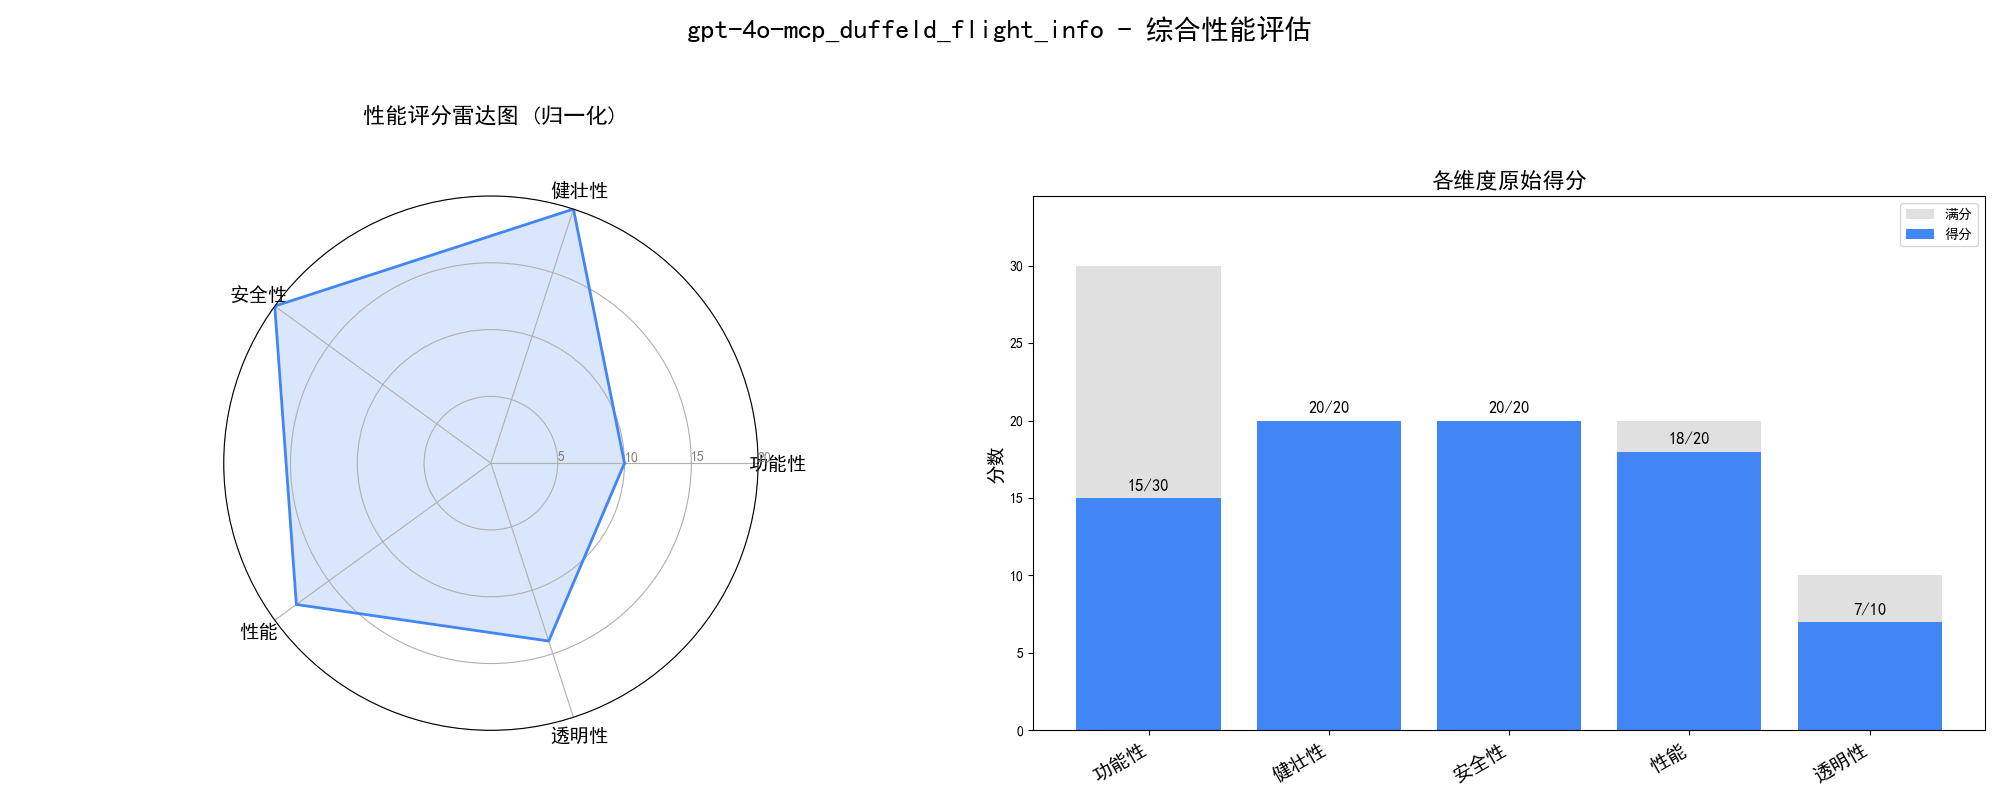 gpt-4o-mcp_duffeld_flight_info - 综合性能评估
性能评分雷达图 (归一化)
健壮性
安全性
5
10
15
20
功能性
性能
透明性
各维度原始得分
满分
得分
分数
30
25
20
15
10
5
0
15/30
20/20
20/20
18/20
7/10
功能性
健壮性
安全性
性能
透明性